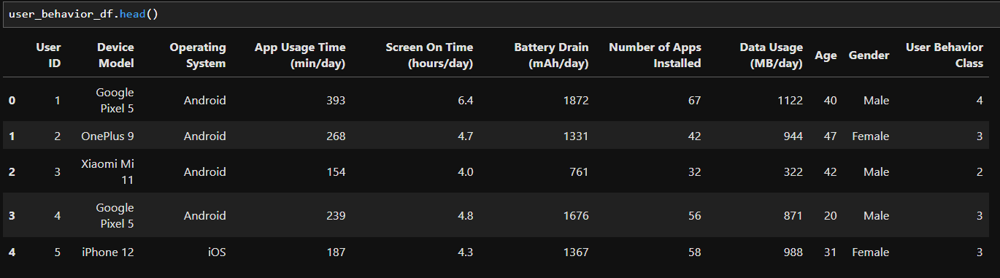 user_behavior_df.head()
User ID Device Model Operating System App Usage Time (min/day) Screen On Time (hours/day) Battery Drain (mAh/day) Number of Apps Installed Data Usage (MB/day) Age Gender User Behavior Class
0 1 Google Pixel 5 Android 393 6.4 1872 67 1122 40 Male 4
1 2 OnePlus 9 Android 268 4.7 1331 42 944 47 Female 3
2 3 Xiaomi Mi 11 Android 154 4.0 761 32 322 42 Male 2
3 4 Google Pixel 5 Android 239 4.8 1676 56 871 20 Male 3
4 5 iPhone 12 iOS 187 4.3 1367 58 988 31 Female 3